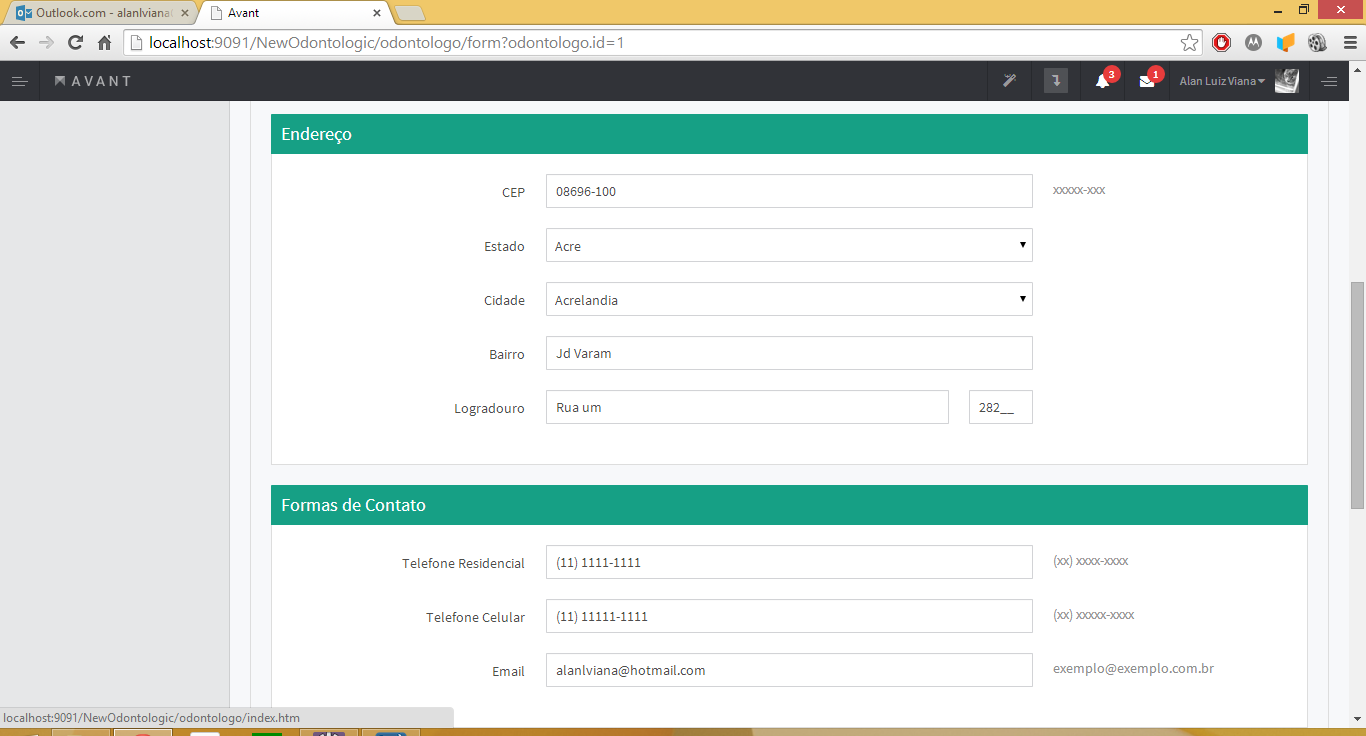 Outlook.com - alanlviana
Avant
localhost:9091/NewOdontologic/odontologo/form?odontologo.id=1
AVANT
3
1
Alan Luiz Viana
Endereço
CEP
08696-100
xxxxx-xxx
Estado
Acre
Cidade
Acrelandia
Bairro
Jd Varam
Logradouro
Rua um
282__
Formas de Contato
Telefone Residencial
(11) 1111-1111
(xx) xxxx-xxxx
Telefone Celular
(11) 11111-1111
(xx) xxxxx-xxxx
Email
alanlviana@hotmail.com
exemplo@exemplo.com.br
localhost:9091/NewOdontologic/odontologo/index.htm